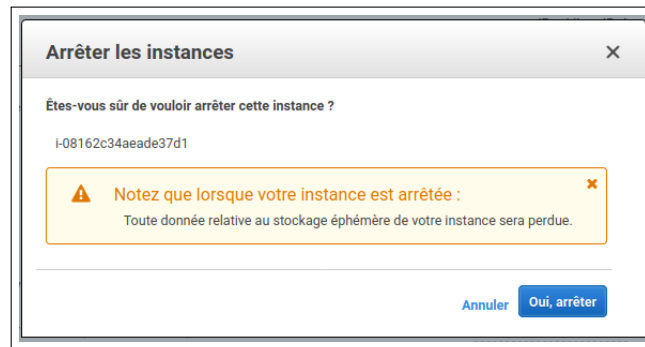 Arrêter les instances
Êtes-vous sûr de vouloir arrêter cette instance ?
i-08162c34aeade37d1
Notez que lorsque votre instance est arrêtée :
Toute donnée relative au stockage éphémère de votre instance sera perdue.
Annuler
Oui, arrêter